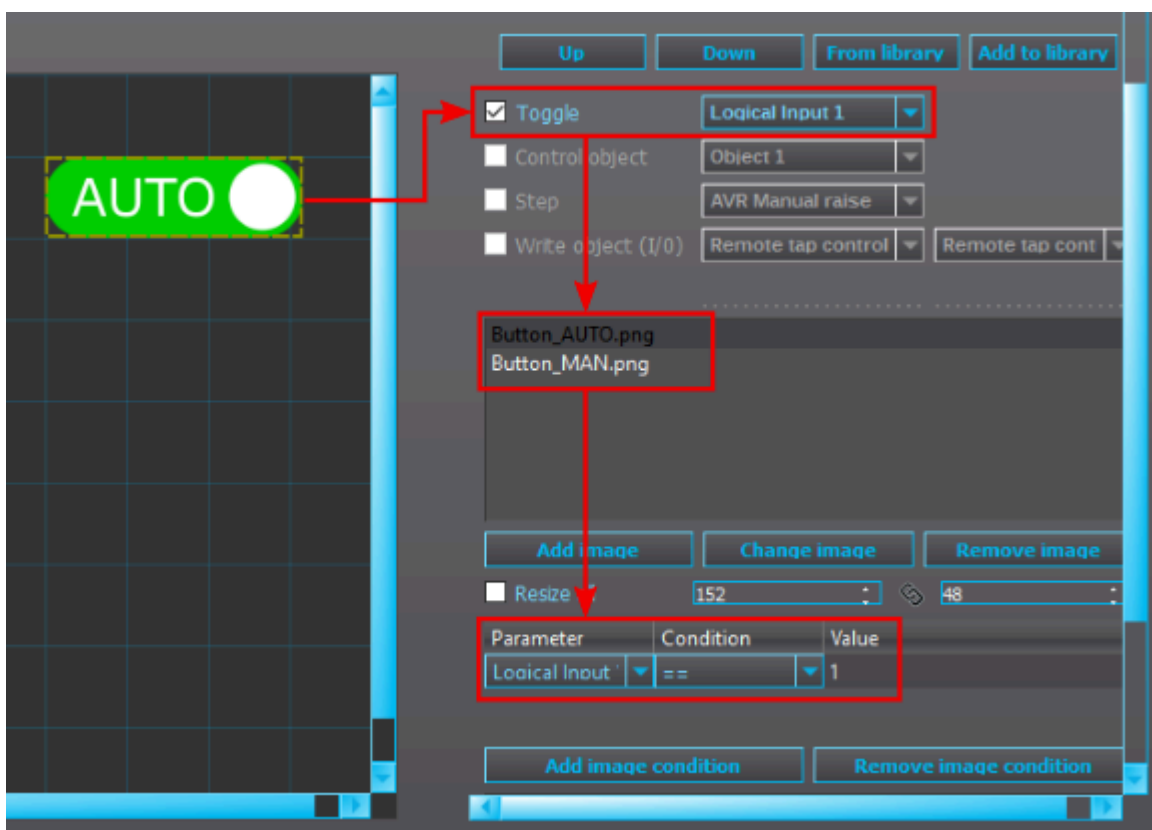 Up Down From library Add to library
Toggle Logical Input 1
AUTO
Control object Object 1
Step AVR Manual raise
Write object (I/0) Remote tap control Remote tap cont
Button_AUTO.png
Button_MAN.png
Add image Change image Remove image
Resize 152 48
Parameter Condition Value
Logical Input == 1
Add image condition Remove image condition